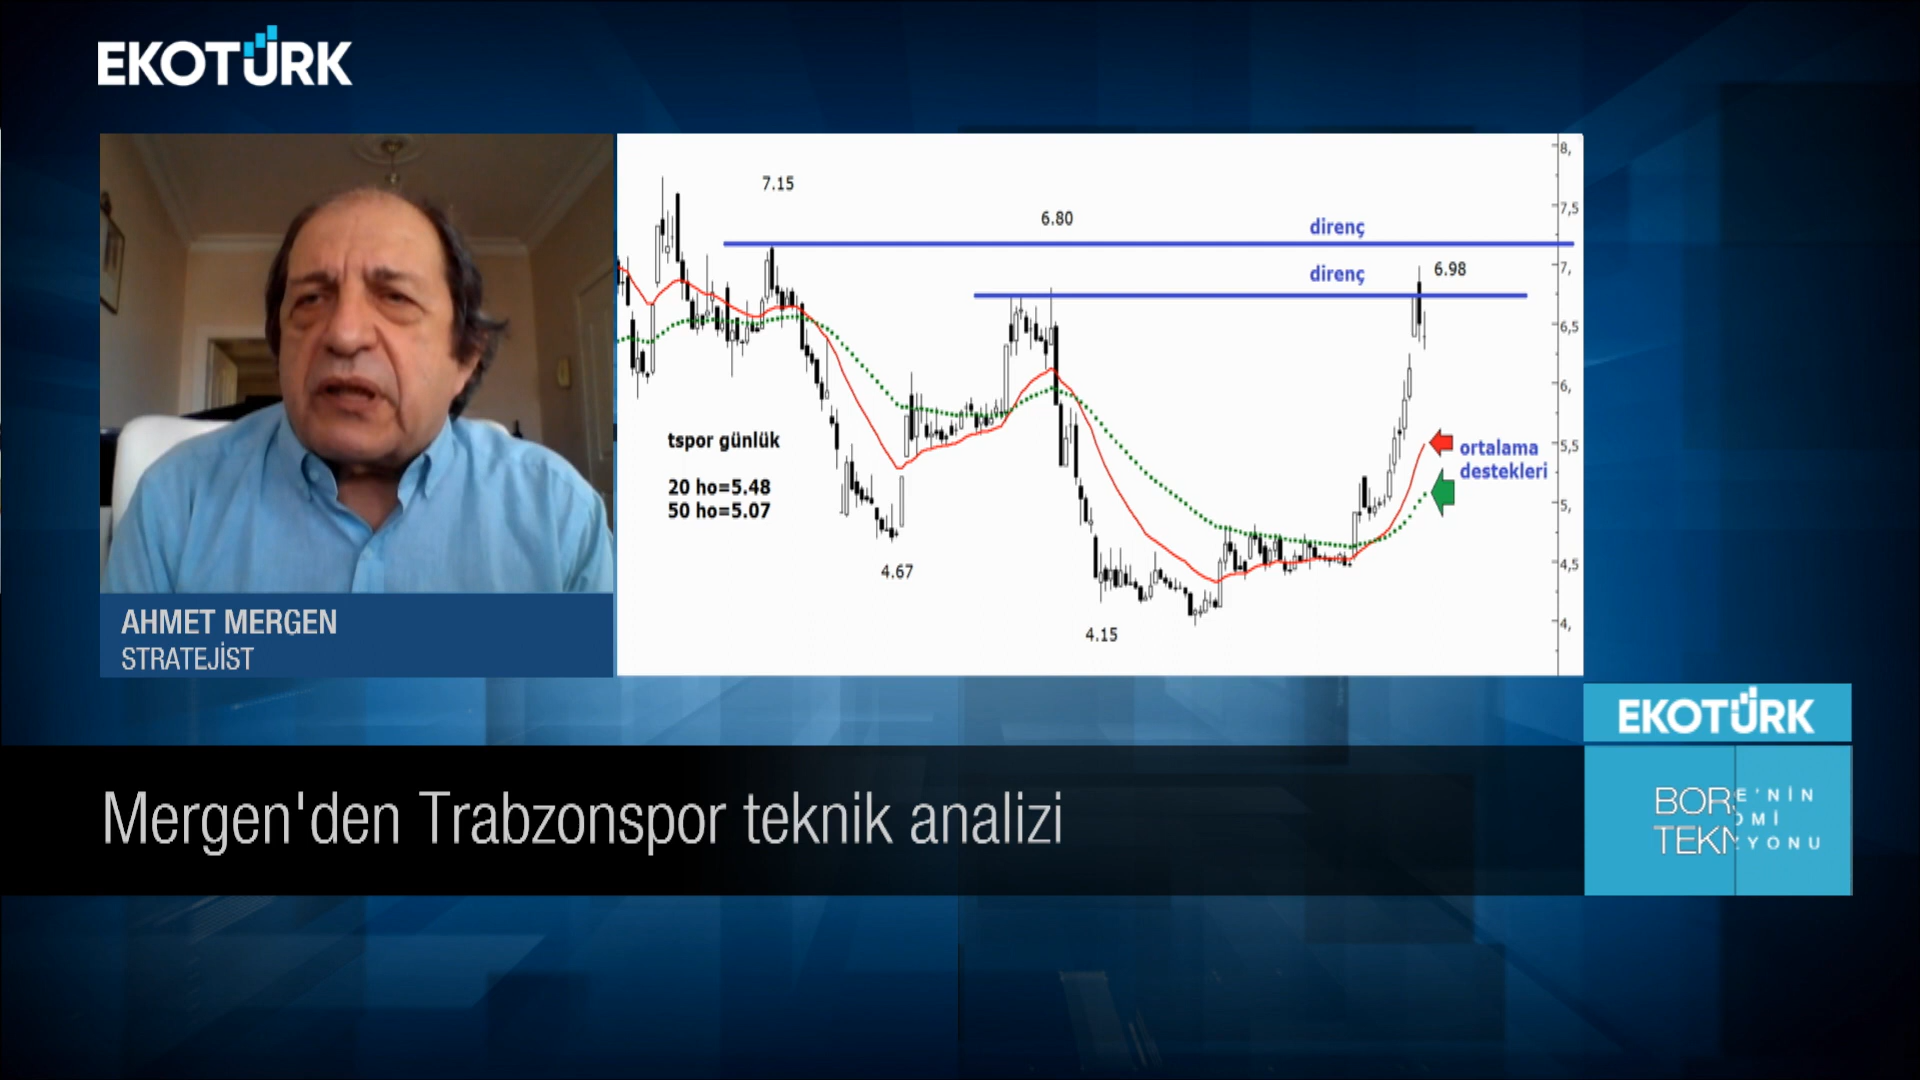 EKOTÜRK
7.15
6.80
direnç
direnç
6.98
8,
7,5
7,
6,5
6,
5,5
5,
4,5
4,
tspor günlük
20 ho=5.48
50 ho=5.07
ortalama
destekleri
4.67
4.15
AHMET MERGEN
STRATEJİST
EKOTÜRK
Mergen'den Trabzonspor teknik analizi